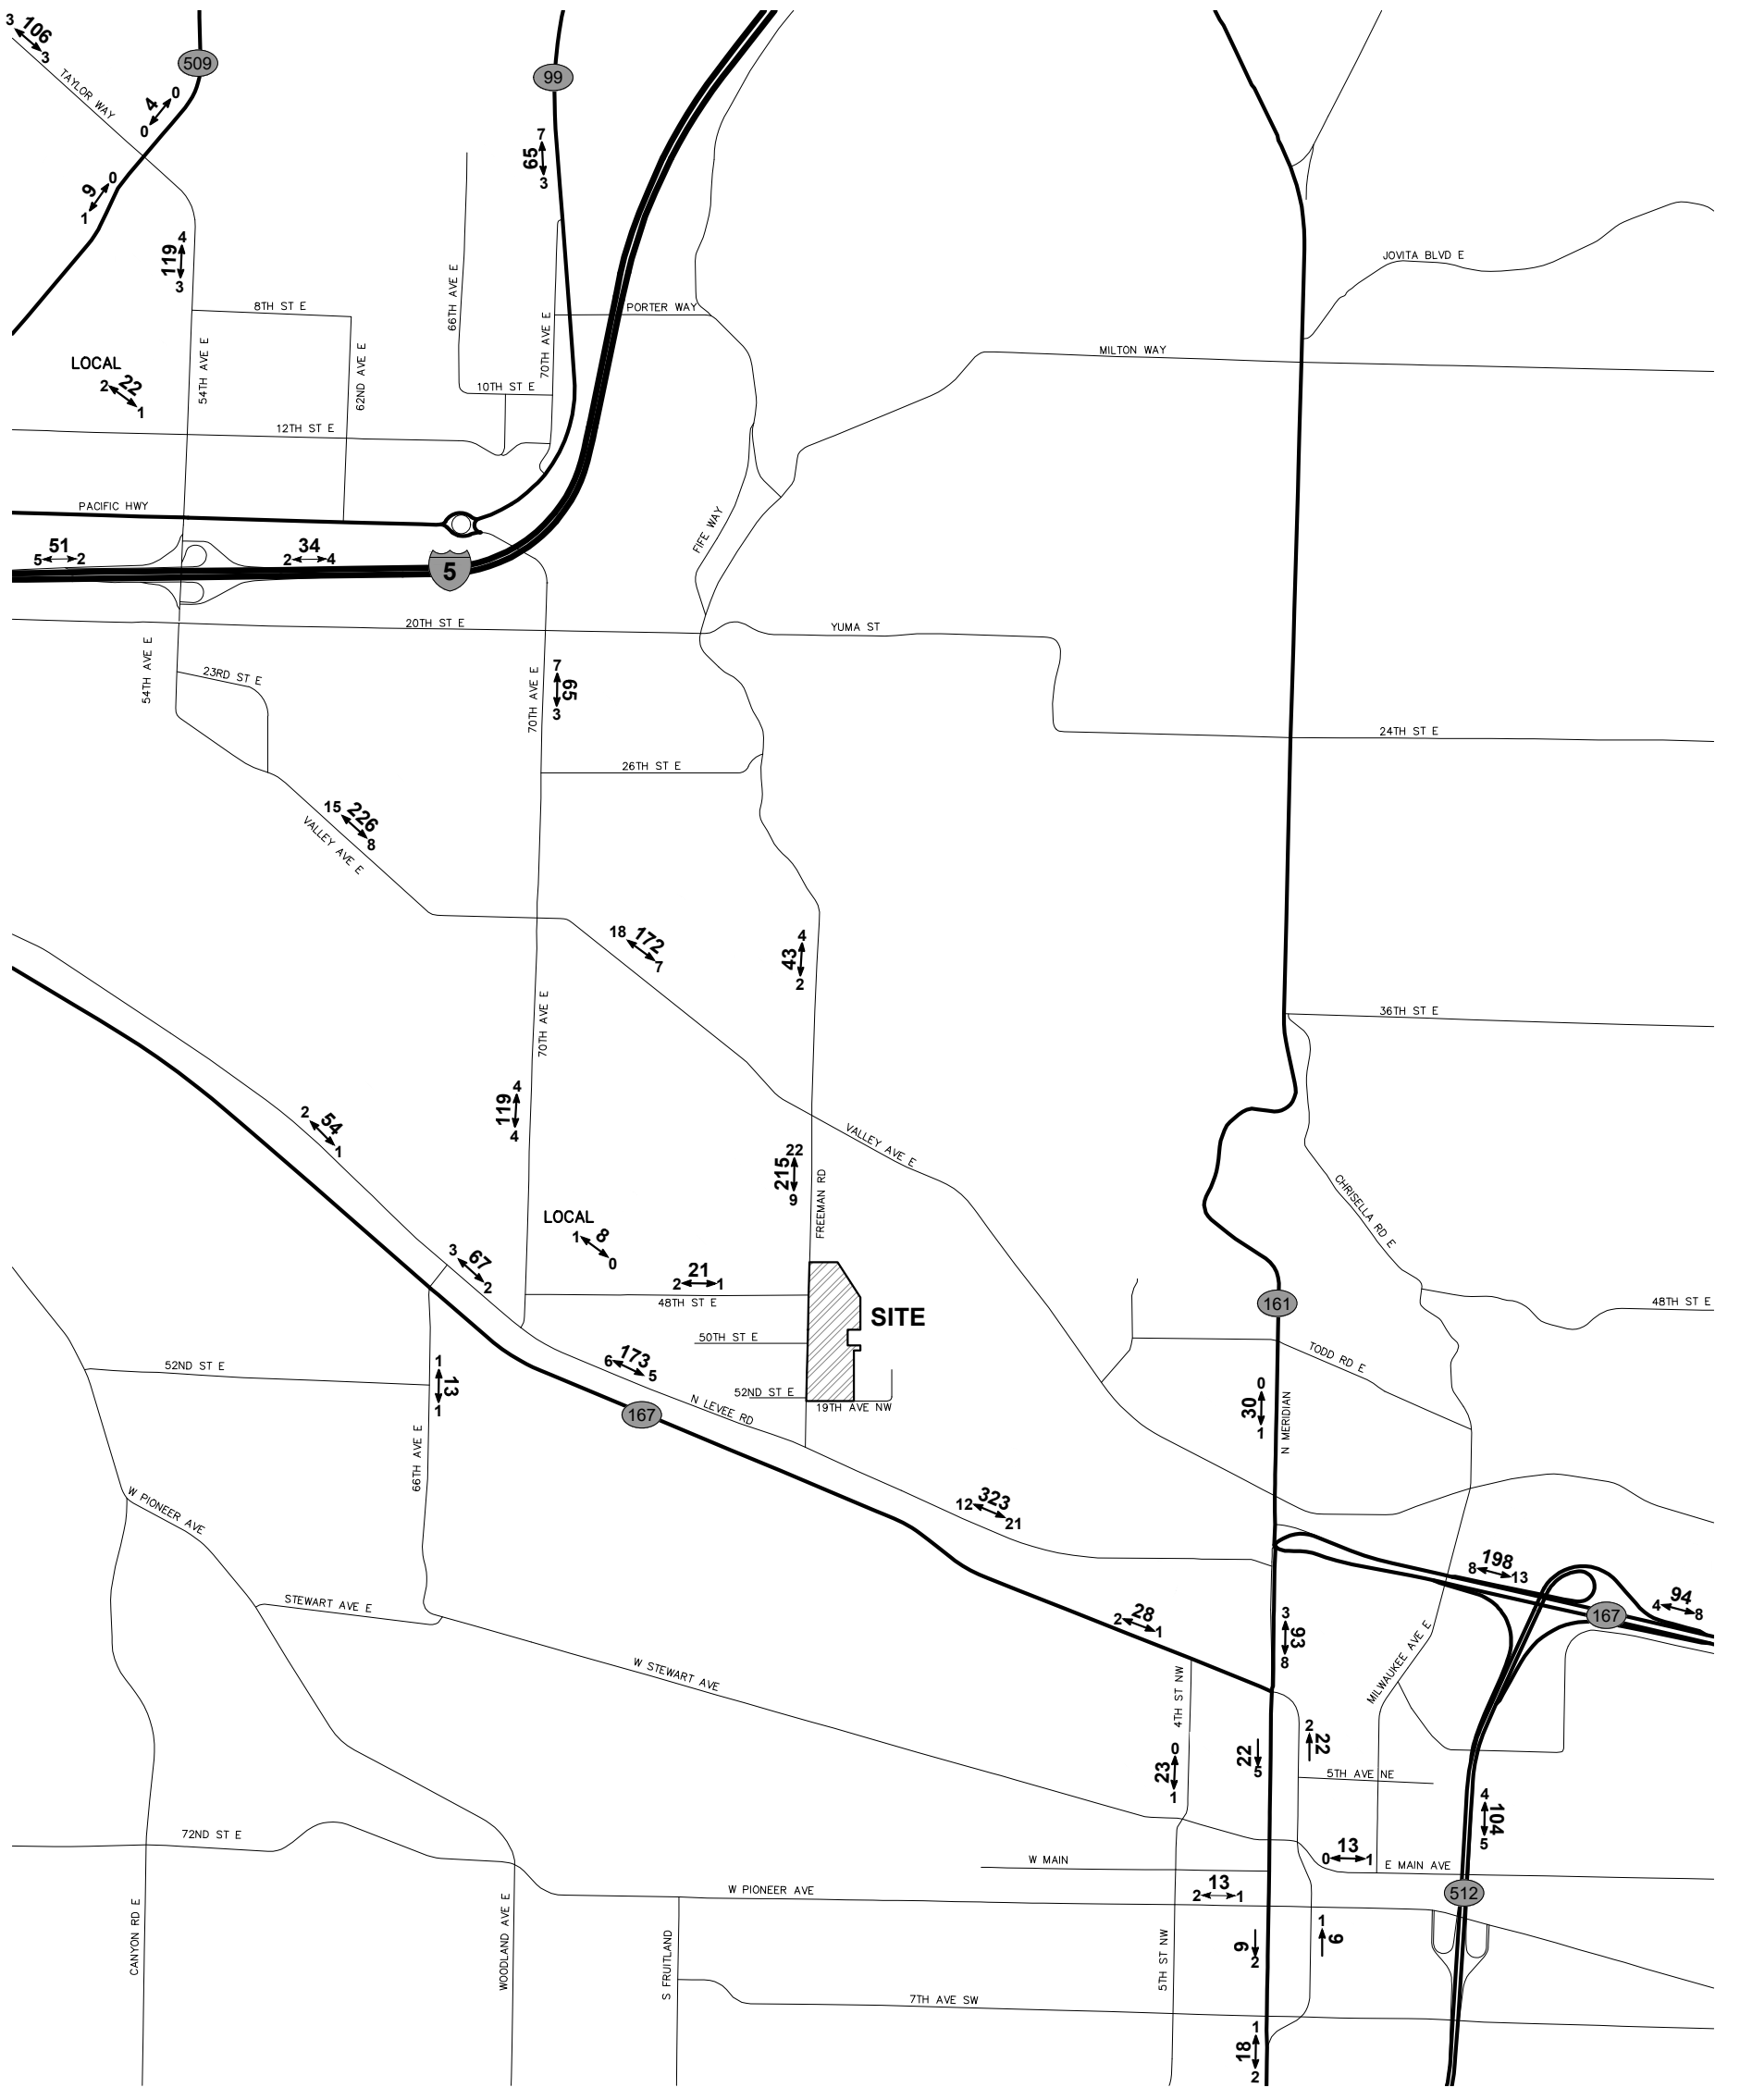 3 106 3
509
99
TAYLOR WAY
0 4 0
7 65 3
0 9 1
4 119 3
JOVITA BLVD E
66TH AVE E
8TH ST E
PORTER WAY
70TH AVE E
54TH AVE E
62ND AVE E
MILTON WAY
LOCAL
2 22 1
10TH ST E
12TH ST E
PACIFIC HWY
FIFE WAY
51
5 2
34
2 4
5
20TH ST E
YUMA ST
54TH AVE E
23RD ST E
70TH AVE E
7 65 3
24TH ST E
26TH ST E
15 226 8
VALLEY AVE E
18 172 7
4 43 2
70TH AVE E
36TH ST E
2 54 1
4 119 4
VALLEY AVE E
22 215 9
FREEMAN RD
CHRISELLA RD E
LOCAL
1 8 0
3 67 2
21
2 1
48TH ST E
SITE
161
48TH ST E
50TH ST E
TODD RD E
52ND ST E
1 13 1
6 173 5
52ND ST E
19TH AVE NW
N LEVEE RD
167
0 30 1
N MERIDIAN
66TH AVE E
W PIONEER AVE
12 323 21
8 198 13
4 94 8
167
STEWART AVE E
2 28 1
3 93 8
MILWAUKEE AVE E
W STEWART AVE
4TH ST NW
0 23 1
22 5
2 22
5TH AVE NE
4 104 5
72ND ST E
W MAIN
13
0 1
E MAIN AVE
W PIONEER AVE
13
2 1
512
CANYON RD E
WOODLAND AVE E
S FRUITLAND
5TH ST NW
9 2
1 9
7TH AVE SW
1 18 2